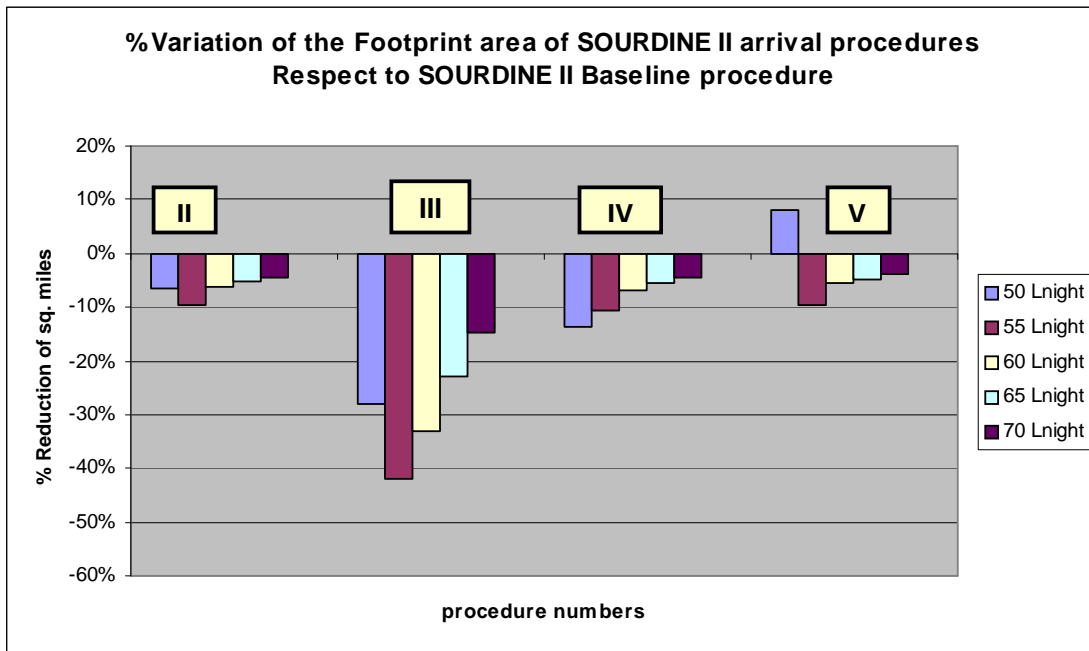 %Variation of the Footprint area of SOURDINE II arrival procedures
Respect to SOURDINE II Baseline procedure
% Reduction of sq. miles
20%
10%
0%
-10%
-20%
-30%
-40%
-50%
-60%
II
III
IV
V
procedure numbers
50 Lnight
55 Lnight
60 Lnight
65 Lnight
70 Lnight